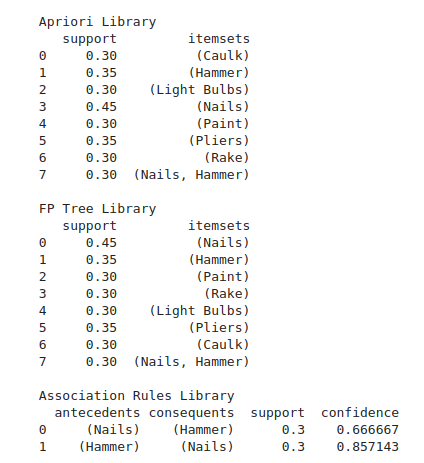 Apriori Library
support itemsets
0 0.30 (Caulk)
1 0.35 (Hammer)
2 0.30 (Light Bulbs)
3 0.45 (Nails)
4 0.30 (Paint)
5 0.35 (Pliers)
6 0.30 (Rake)
7 0.30 (Nails, Hammer)
FP Tree Library
support itemsets
0 0.45 (Nails)
1 0.35 (Hammer)
2 0.30 (Paint)
3 0.30 (Rake)
4 0.30 (Light Bulbs)
5 0.35 (Pliers)
6 0.30 (Caulk)
7 0.30 (Nails, Hammer)
Association Rules Library
antecedents consequents support confidence
0 (Nails) (Hammer) 0.3 0.666667
1 (Hammer) (Nails) 0.3 0.857143